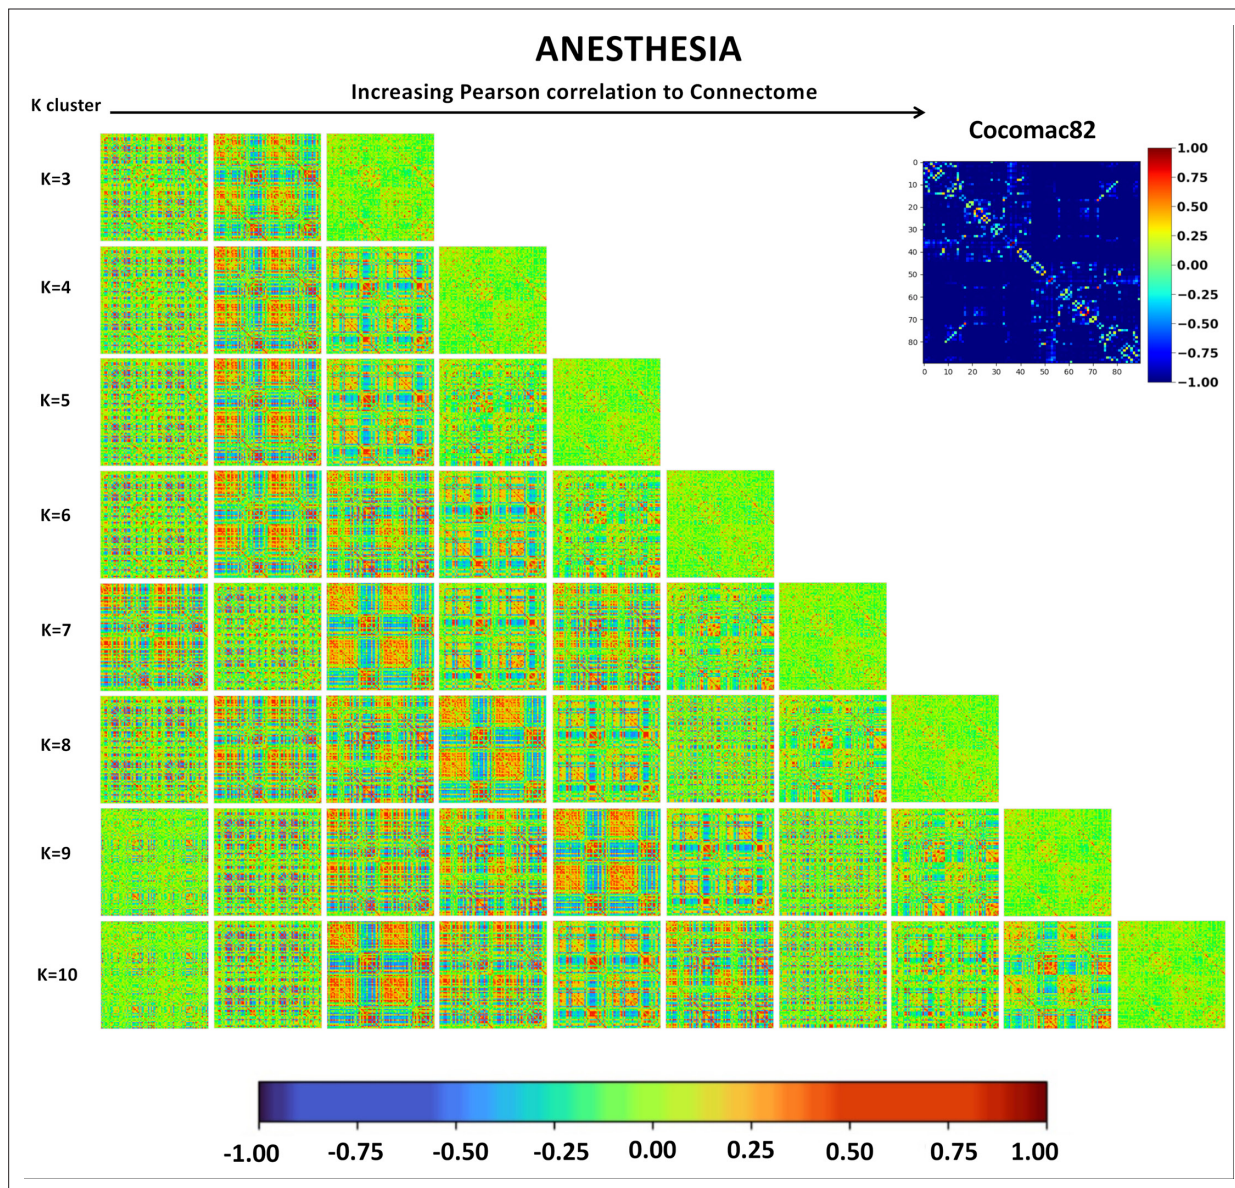 ANESTHESIA
Increasing Pearson correlation to Connectome
K cluster
Cocomac82
K=3
K=4
K=5
K=6
K=7
K=8
K=9
K=10
0
10
20
30
40
50
60
70
80
0 10 20 30 40 50 60 70 80
1.00
0.75
0.50
0.25
0.00
−0.25
−0.50
−0.75
−1.00
-1.00 -0.75 -0.50 -0.25 0.00 0.25 0.50 0.75 1.00